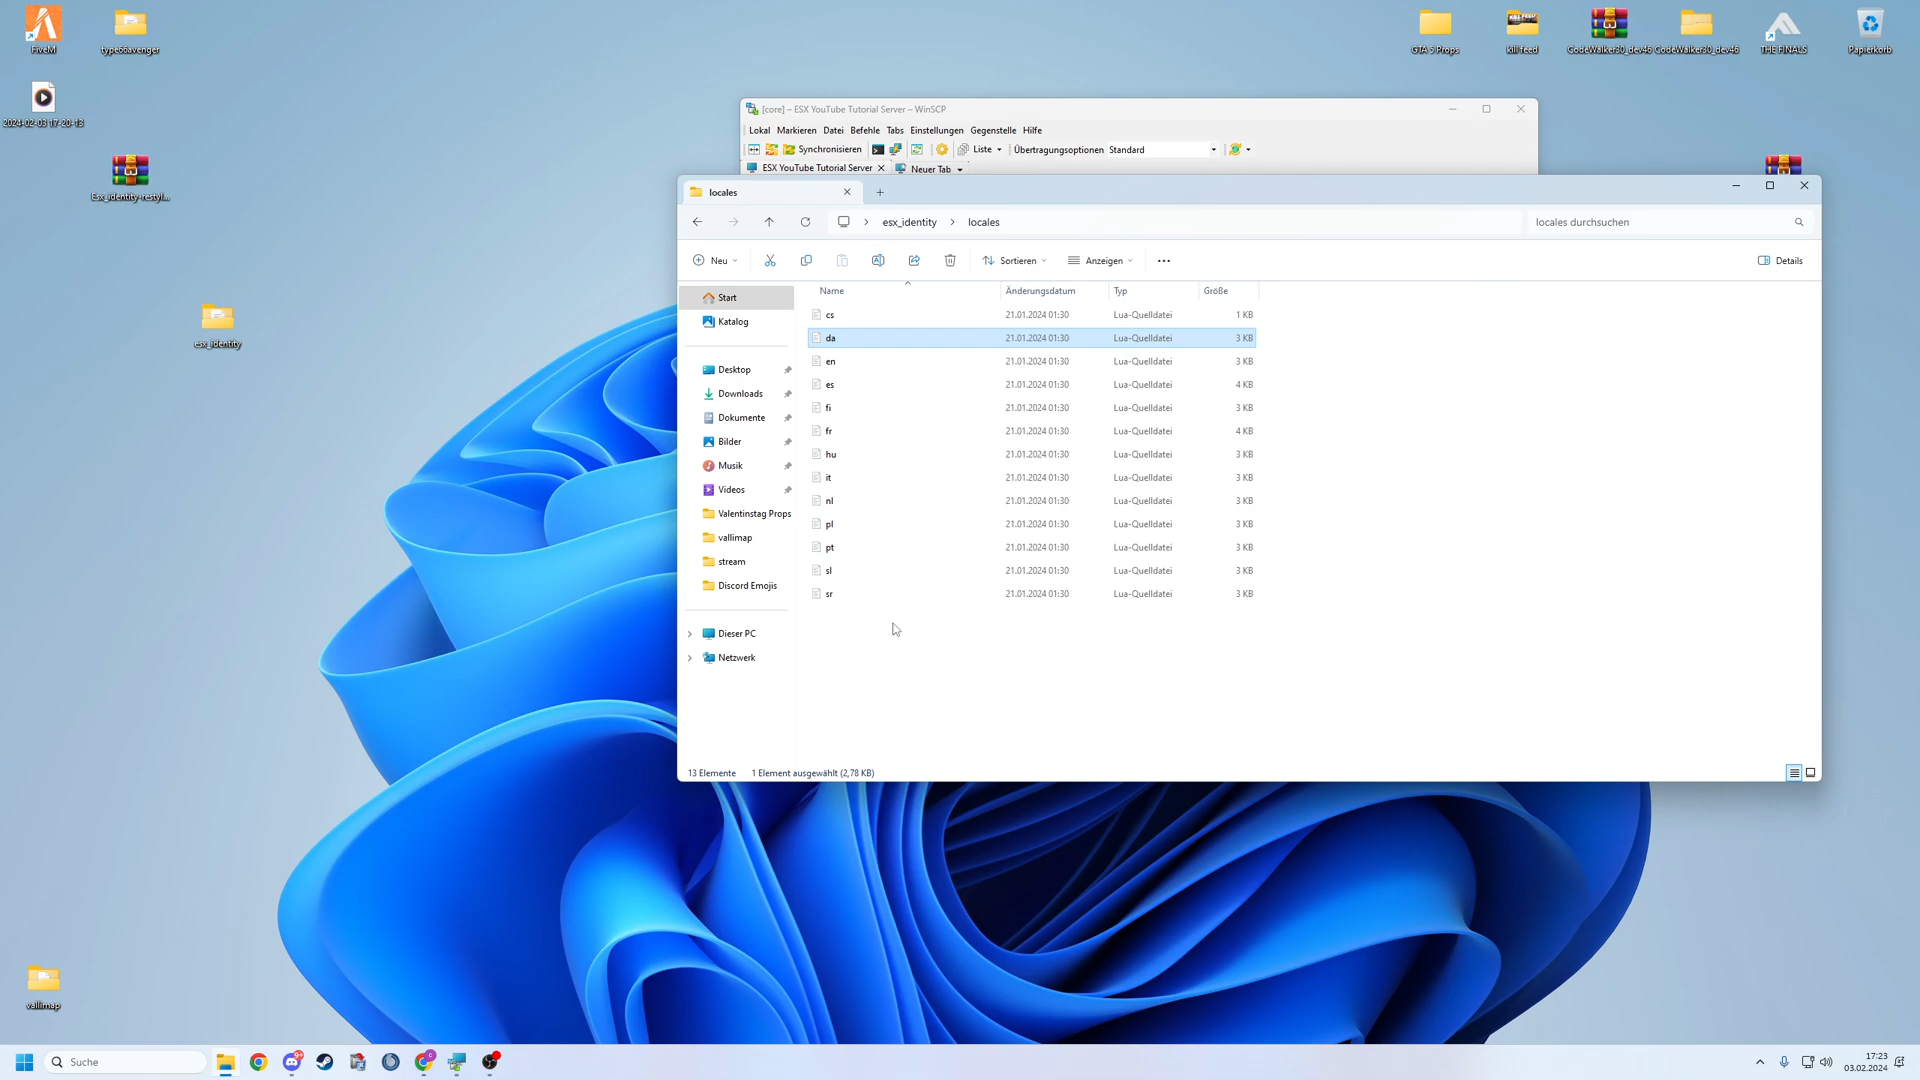 FiveM
type66avenger
2024-02-03 17-20-13
Esx_identity-restyl...
esx_identity
vallimap
GTA 5 Props
kill feed
CodeWalker30_dev46
CodeWalker30_dev46
THE FINALS
Papierkorb
[core] – ESX YouTube Tutorial Server – WinSCP
Lokal Markieren Datei Befehle Tabs Einstellungen Gegenstelle Hilfe
Synchronisieren Liste Übertragungsoptionen Standard
ESX YouTube Tutorial Server Neuer Tab
locales
esx_identity > locales
locales durchsuchen
Neu Sortieren Anzeigen Details
Start
Katalog
Desktop
Downloads
Dokumente
Bilder
Musik
Videos
Valentinstag Props
vallimap
stream
Discord Emojis
Dieser PC
Netzwerk
Name Änderungsdatum Typ Größe
cs 21.01.2024 01:30 Lua-Quelldatei 1 KB
da 21.01.2024 01:30 Lua-Quelldatei 3 KB
en 21.01.2024 01:30 Lua-Quelldatei 3 KB
es 21.01.2024 01:30 Lua-Quelldatei 4 KB
fi 21.01.2024 01:30 Lua-Quelldatei 3 KB
fr 21.01.2024 01:30 Lua-Quelldatei 4 KB
hu 21.01.2024 01:30 Lua-Quelldatei 3 KB
it 21.01.2024 01:30 Lua-Quelldatei 3 KB
nl 21.01.2024 01:30 Lua-Quelldatei 3 KB
pl 21.01.2024 01:30 Lua-Quelldatei 3 KB
pt 21.01.2024 01:30 Lua-Quelldatei 3 KB
sl 21.01.2024 01:30 Lua-Quelldatei 3 KB
sr 21.01.2024 01:30 Lua-Quelldatei 3 KB
13 Elemente 1 Element ausgewählt (2,78 KB)
Suche
9+
17:23
03.02.2024